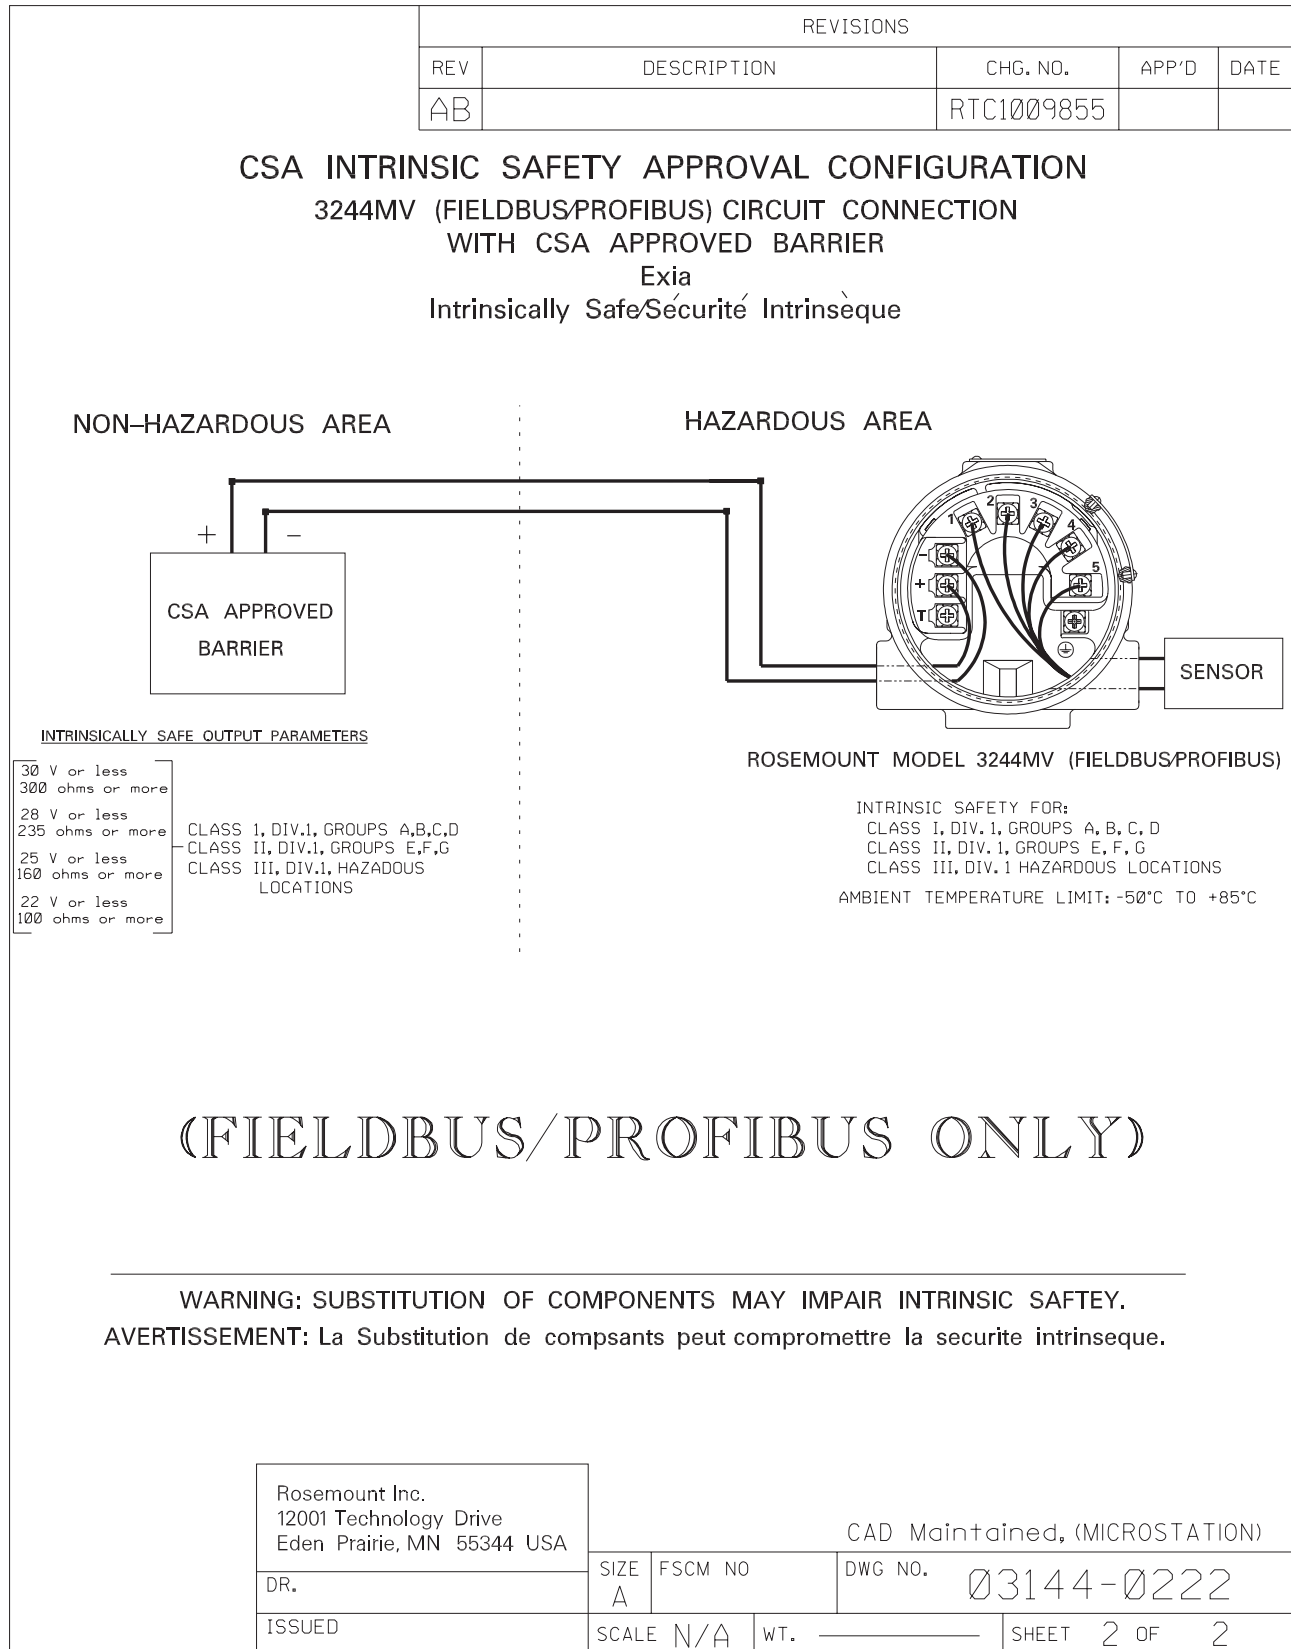 REVISIONS
REV DESCRIPTION CHG. NO. APP'D DATE
AB RTC1009855
CSA INTRINSIC SAFETY APPROVAL CONFIGURATION
3244MV (FIELDBUS/PROFIBUS) CIRCUIT CONNECTION
WITH CSA APPROVED BARRIER
Exia
Intrinsically Safe/Sécurité Intrinsèque
NON-HAZARDOUS AREA
HAZARDOUS AREA
+ -
CSA APPROVED
BARRIER
1 2 3 4 5
-
+
T
SENSOR
INTRINSICALLY SAFE OUTPUT PARAMETERS
30 V or less
300 ohms or more
28 V or less
235 ohms or more
25 V or less
160 ohms or more
22 V or less
100 ohms or more
CLASS 1, DIV.1, GROUPS A,B,C,D
CLASS II, DIV.1, GROUPS E,F,G
CLASS III, DIV.1, HAZADOUS
LOCATIONS
ROSEMOUNT MODEL 3244MV (FIELDBUS/PROFIBUS)
INTRINSIC SAFETY FOR:
CLASS I, DIV. 1, GROUPS A, B, C, D
CLASS II, DIV. 1, GROUPS E, F, G
CLASS III, DIV. 1 HAZARDOUS LOCATIONS
AMBIENT TEMPERATURE LIMIT: -50°C TO +85°C
(FIELDBUS/PROFIBUS ONLY)
WARNING: SUBSTITUTION OF COMPONENTS MAY IMPAIR INTRINSIC SAFTEY.
AVERTISSEMENT: La Substitution de compsants peut compromettre la securite intrinseque.
Rosemount Inc.
12001 Technology Drive
Eden Prairie, MN 55344 USA
CAD Maintained, (MICROSTATION)
DR.
ISSUED
SIZE A
FSCM NO
DWG NO. 03144-0222
SCALE N/A
WT.
SHEET 2 OF 2